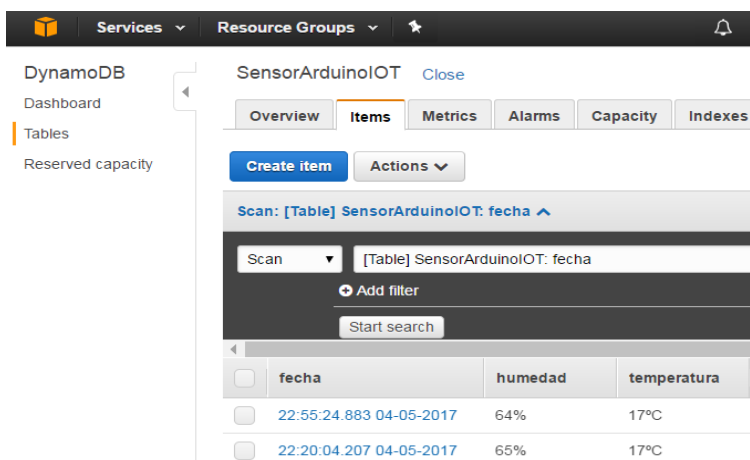 Services Resource Groups
DynamoDB
Dashboard
Tables
Reserved capacity
SensorArduinoIOT Close
Overview Items Metrics Alarms Capacity Indexes
Create item Actions
Scan: [Table] SensorArduinoIOT: fecha
Scan [Table] SensorArduinoIOT: fecha
Add filter
Start search
fecha humedad temperatura
22:55:24.883 04-05-2017 64% 17ºC
22:20:04.207 04-05-2017 65% 17ºC